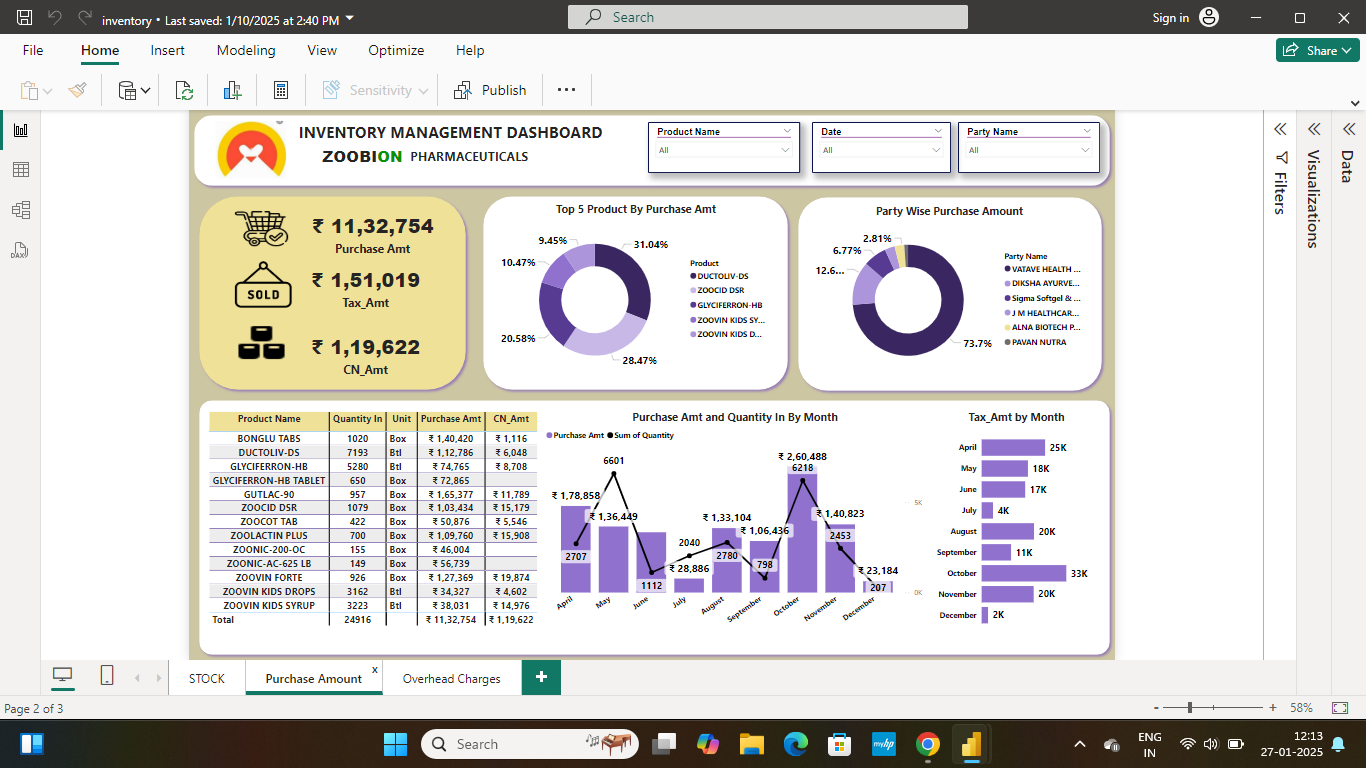 inventory • Last saved: 1/10/2025 at 2:40 PM
Search
Sign in
File Home Insert Modeling View Optimize Help
Share
Sensitivity
Publish
INVENTORY MANAGEMENT DASHBOARD
ZOOBION PHARMACEUTICALS
Product Name
All
Date
All
Party Name
All
Filters
Visualizations
Data
₹ 11,32,754
Purchase Amt
SOLD
₹ 1,51,019
Tax_Amt
₹ 1,19,622
CN_Amt
Top 5 Product By Purchase Amt
9.45%
31.04%
10.47%
20.58%
28.47%
Product
DUCTOLIV-DS
ZOOCID DSR
GLYCIFERRON-HB
ZOOVIN KIDS SY...
ZOOVIN KIDS D...
Party Wise Purchase Amount
2.81%
6.77%
12.6...
73.7%
Party Name
VATAVE HEALTH ...
DIKSHA AYURVE...
Sigma Softgel & ...
J M HEALTHCAR...
ALNA BIOTECH P...
PAVAN NUTRA
Product Name Quantity In Unit Purchase Amt CN_Amt
BONGLU TABS 1020 Box ₹ 1,40,420 ₹ 1,116
DUCTOLIV-DS 7193 Btl ₹ 1,12,786 ₹ 6,048
GLYCIFERRON-HB 5280 Btl ₹ 74,765 ₹ 8,708
GLYCIFERRON-HB TABLET 650 Box ₹ 72,865
GUTLAC-90 957 Box ₹ 1,65,377 ₹ 11,789
ZOOCID DSR 1079 Box ₹ 1,03,434 ₹ 15,179
ZOOCOT TAB 422 Box ₹ 50,876 ₹ 5,546
ZOOLACTIN PLUS 700 Box ₹ 1,09,760 ₹ 15,908
ZOONIC-200-OC 155 Box ₹ 46,004
ZOONIC-AC-625 LB 149 Box ₹ 56,739
ZOOVIN FORTE 926 Box ₹ 1,27,369 ₹ 19,874
ZOOVIN KIDS DROPS 3162 Btl ₹ 34,327 ₹ 4,602
ZOOVIN KIDS SYRUP 3223 Btl ₹ 38,031 ₹ 14,976
Total 24916 ₹ 11,32,754 ₹ 1,19,622
Purchase Amt and Quantity In By Month
Purchase Amt Sum of Quantity
₹ 2,60,488
6601
6218
₹ 1,78,858
5K
₹ 1,36,449
₹ 1,33,104
₹ 1,40,823
₹ 1,06,436
2453
2040
2707
2780
798
₹ 28,886
₹ 23,184
1112
207
0K
April May June July August September October November December
Tax_Amt by Month
April 25K
May 18K
June 17K
July 4K
August 20K
September 11K
October 33K
November 20K
December 2K
STOCK
Purchase Amount
x
Overhead Charges
+
Page 2 of 3
- + 58%
Search
myhp
ENG
IN
12:13
27-01-2025